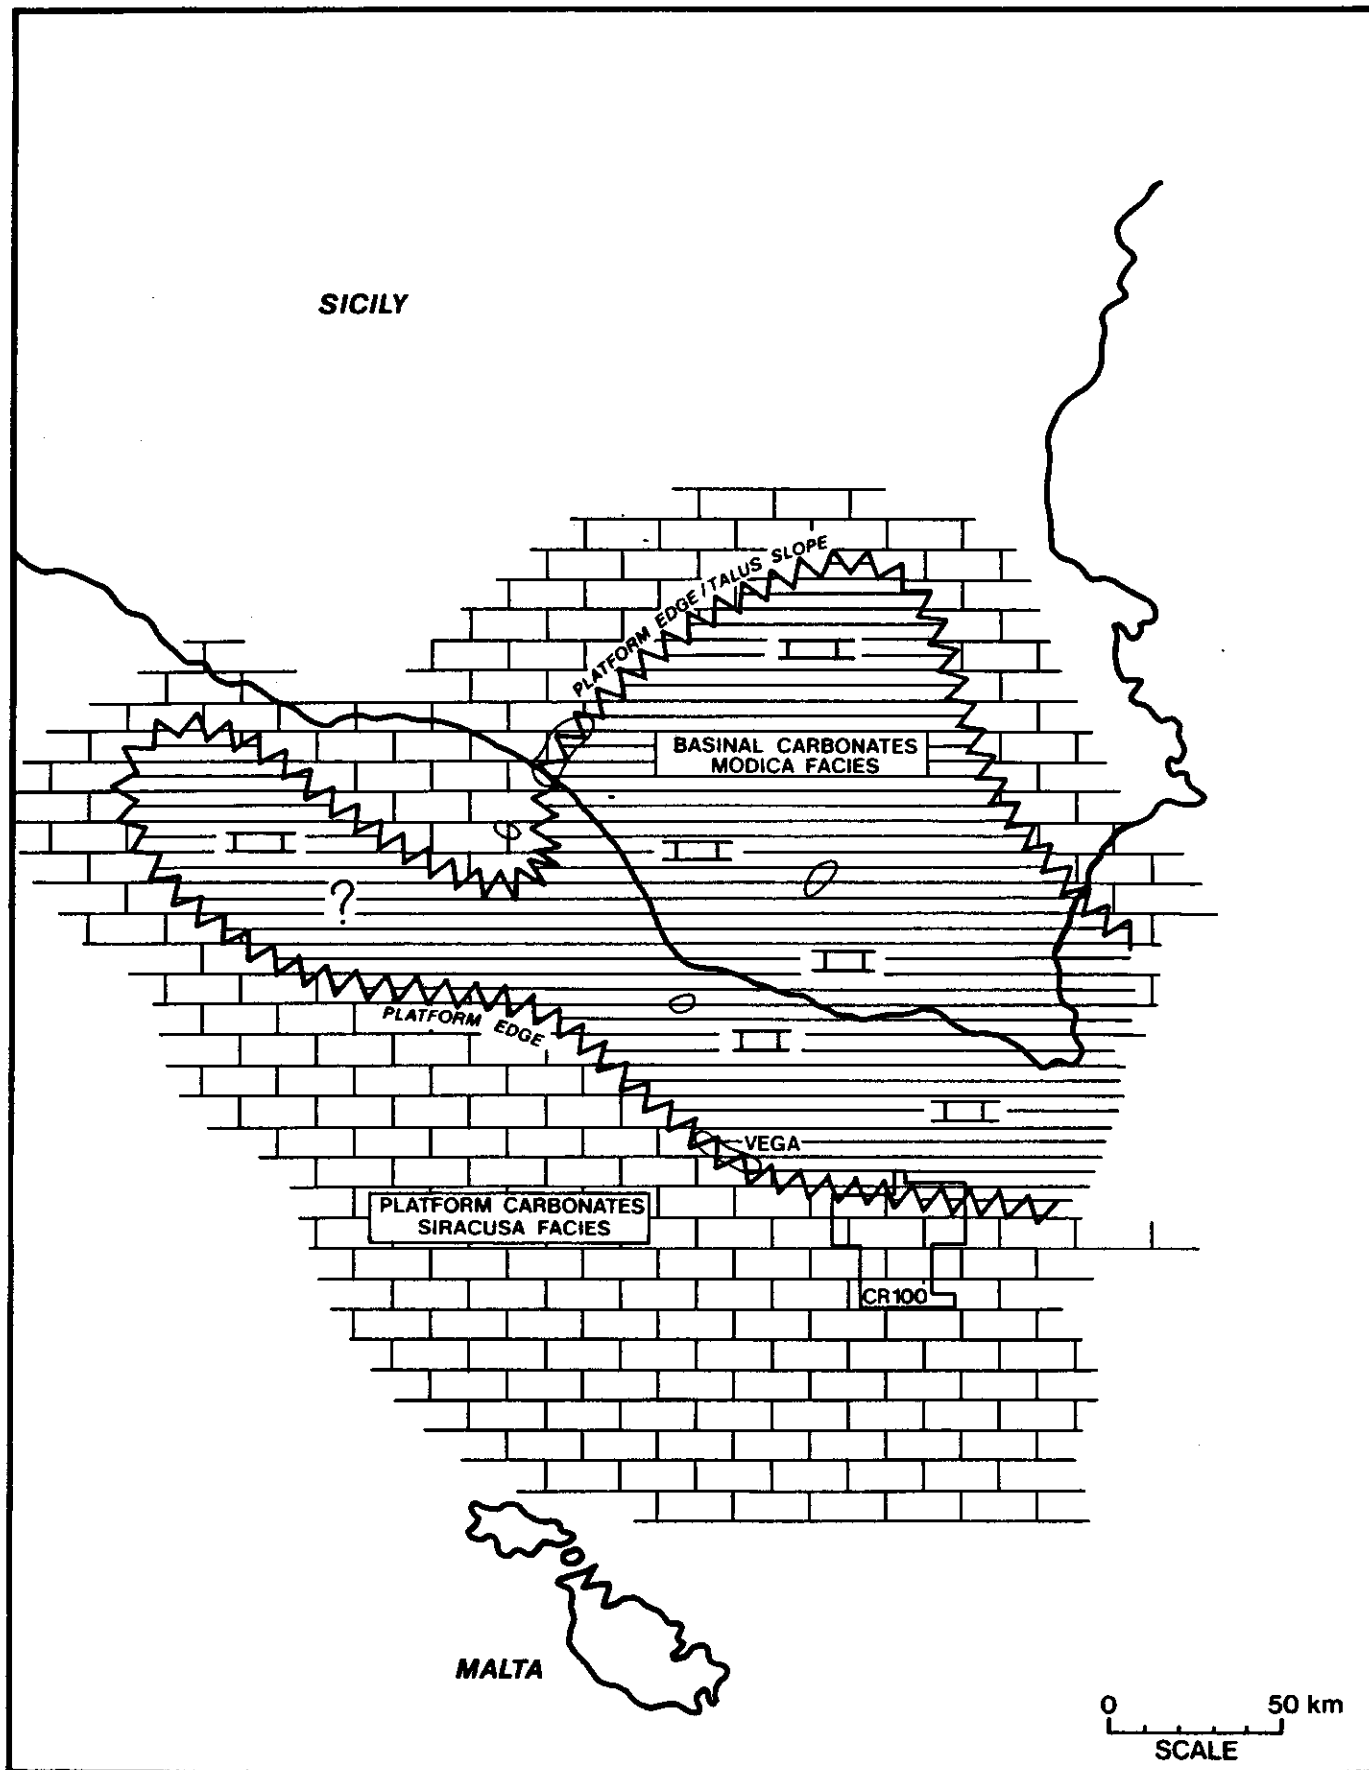 SICILY
PLATFORM EDGE / TALUS SLOPE
BASINAL CARBONATES
MODICA FACIES
?
PLATFORM EDGE
VEGA
PLATFORM CARBONATES
SIRACUSA FACIES
CR100
MALTA
0 50 km
SCALE